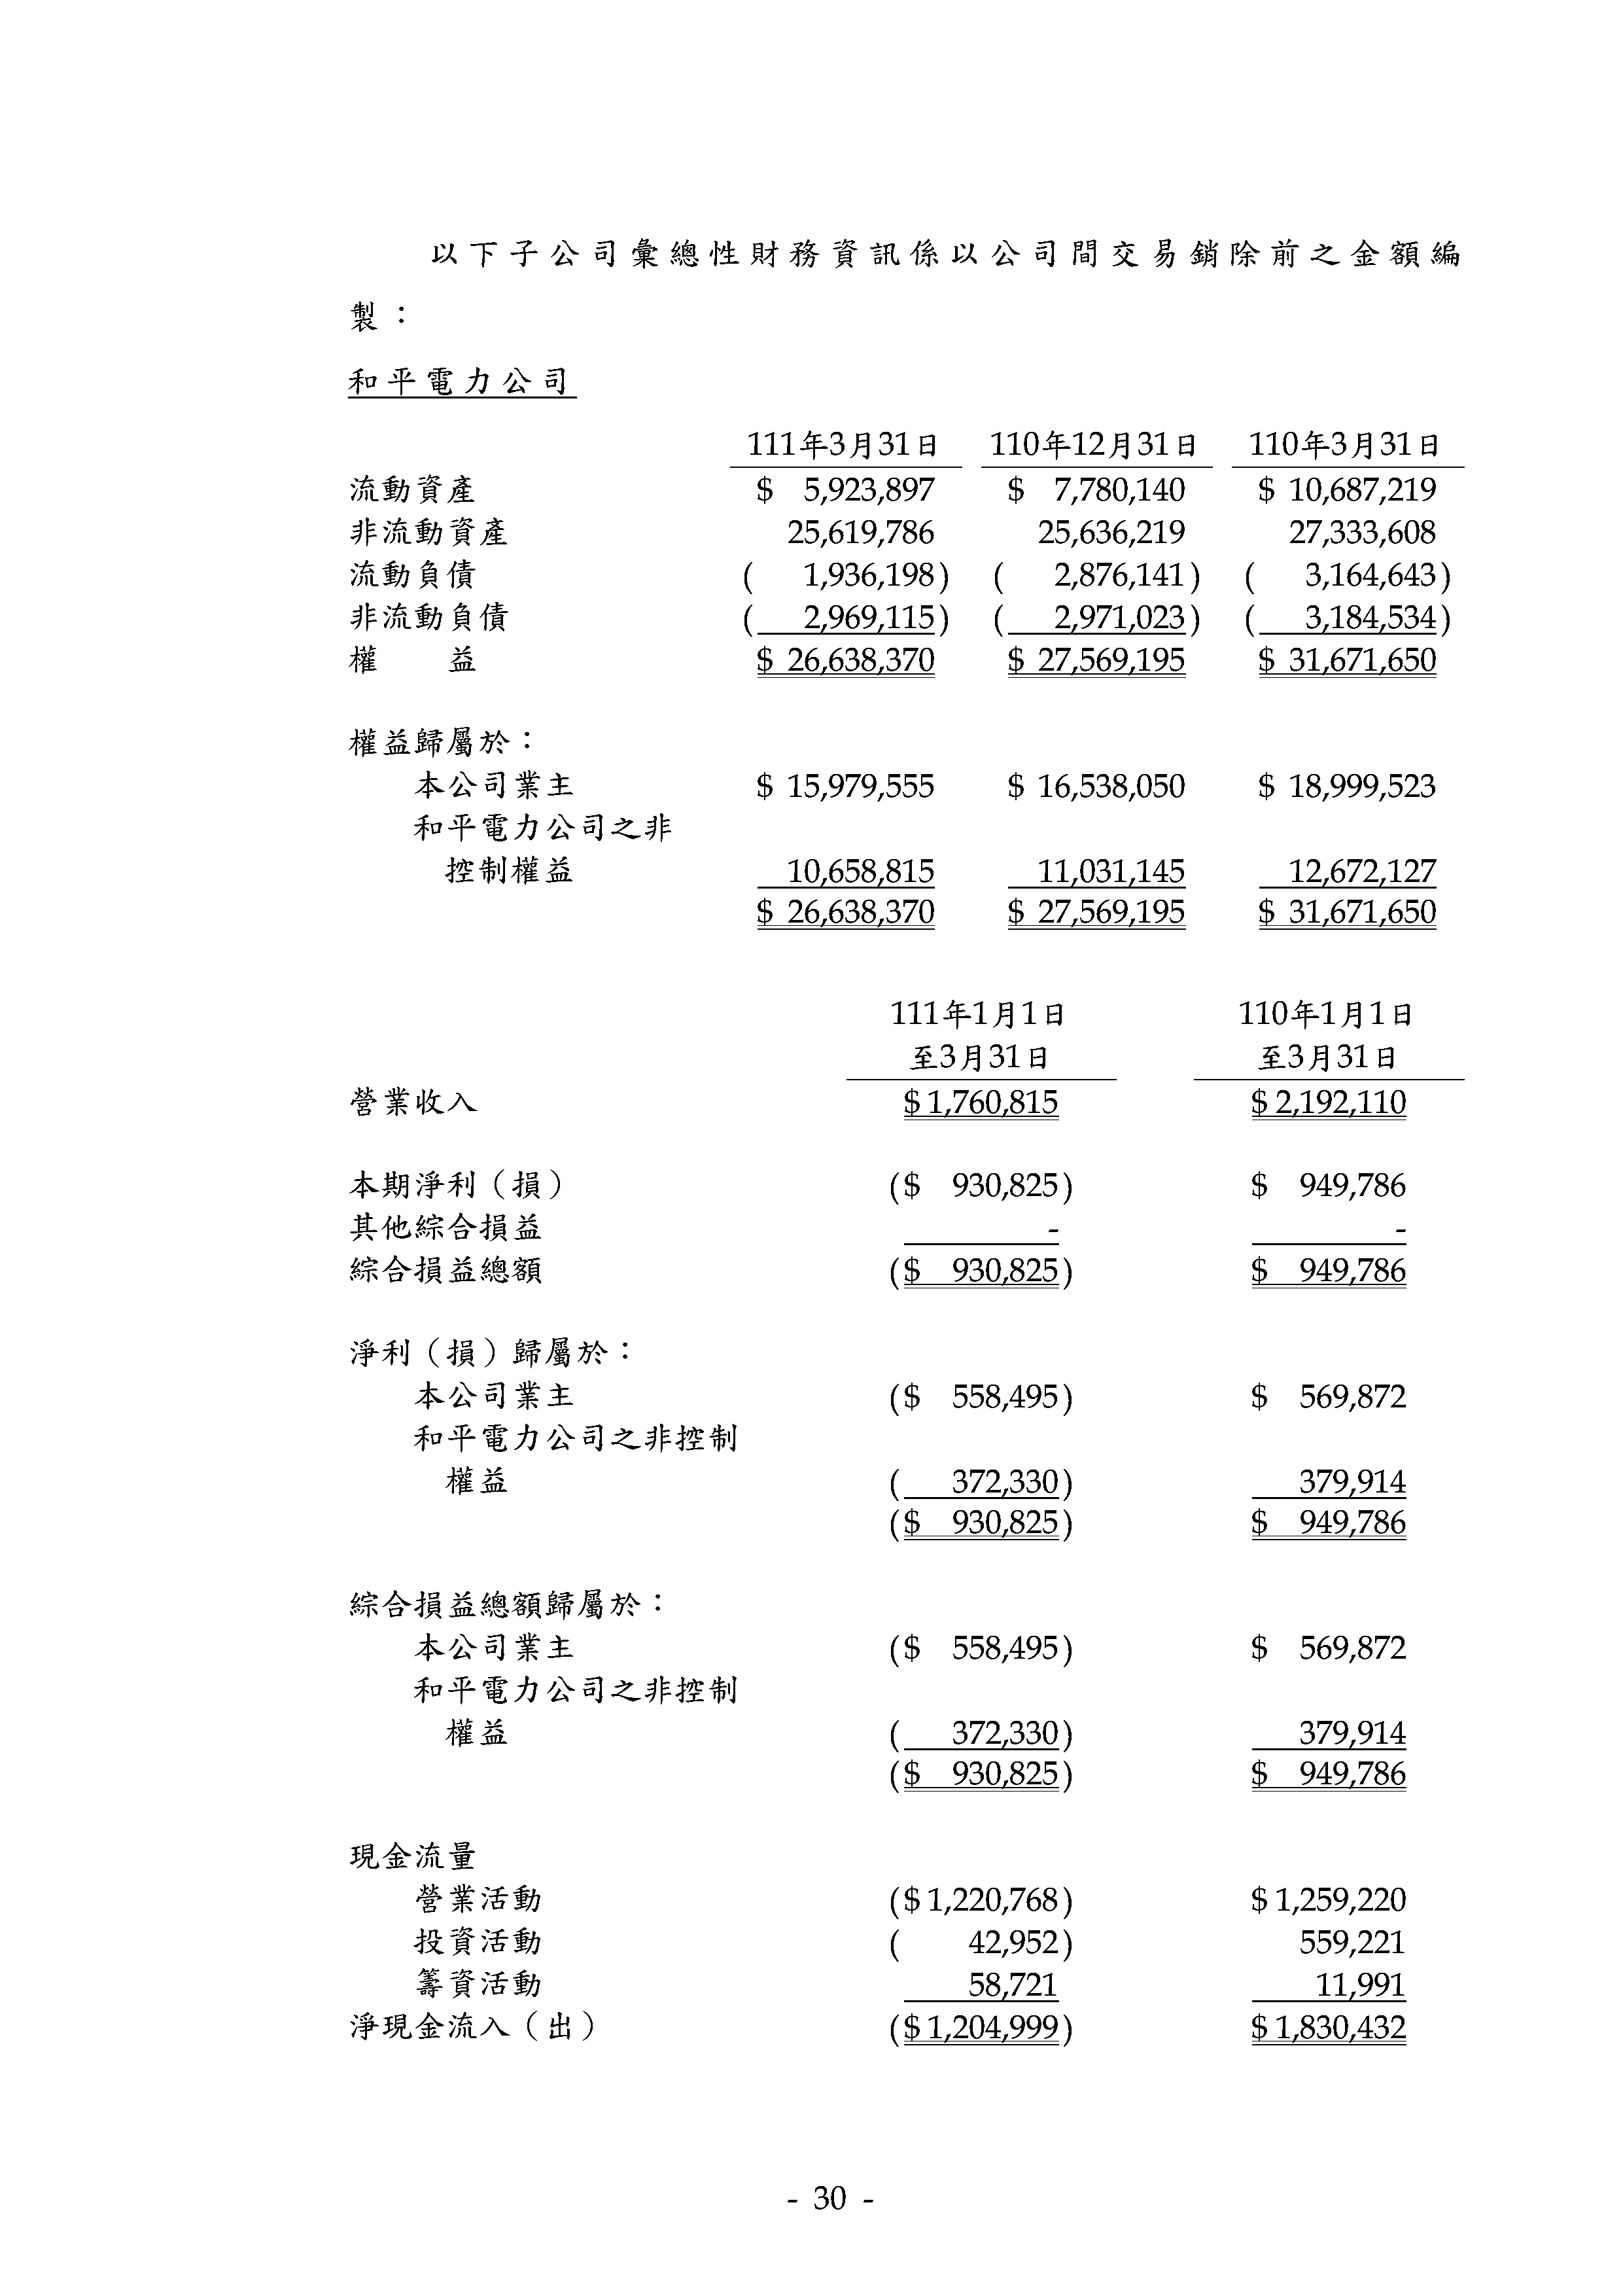 以下子公司彙總性財務資訊係以公司間交易銷除前之金額編
製：
和平電力公司
111年3月31日 110年12月31日 110年3月31日
流動資產 $ 5,923,897 $ 7,780,140 $ 10,687,219
非流動資產 25,619,786 25,636,219 27,333,608
流動負債 ( 1,936,198) ( 2,876,141) ( 3,164,643)
非流動負債 ( 2,969,115) ( 2,971,023) ( 3,184,534)
權　　益 $ 26,638,370 $ 27,569,195 $ 31,671,650
權益歸屬於：
本公司業主 $ 15,979,555 $ 16,538,050 $ 18,999,523
和平電力公司之非
控制權益 10,658,815 11,031,145 12,672,127
$ 26,638,370 $ 27,569,195 $ 31,671,650
111年1月1日 110年1月1日
至3月31日 至3月31日
營業收入 $ 1,760,815 $ 2,192,110
本期淨利（損） ($ 930,825) $ 949,786
其他綜合損益 - -
綜合損益總額 ($ 930,825) $ 949,786
淨利（損）歸屬於：
本公司業主 ($ 558,495) $ 569,872
和平電力公司之非控制
權益 ( 372,330) 379,914
($ 930,825) $ 949,786
綜合損益總額歸屬於：
本公司業主 ($ 558,495) $ 569,872
和平電力公司之非控制
權益 ( 372,330) 379,914
($ 930,825) $ 949,786
現金流量
營業活動 ($ 1,220,768) $ 1,259,220
投資活動 ( 42,952) 559,221
籌資活動 58,721 11,991
淨現金流入（出） ($ 1,204,999) $ 1,830,432
- 30 -